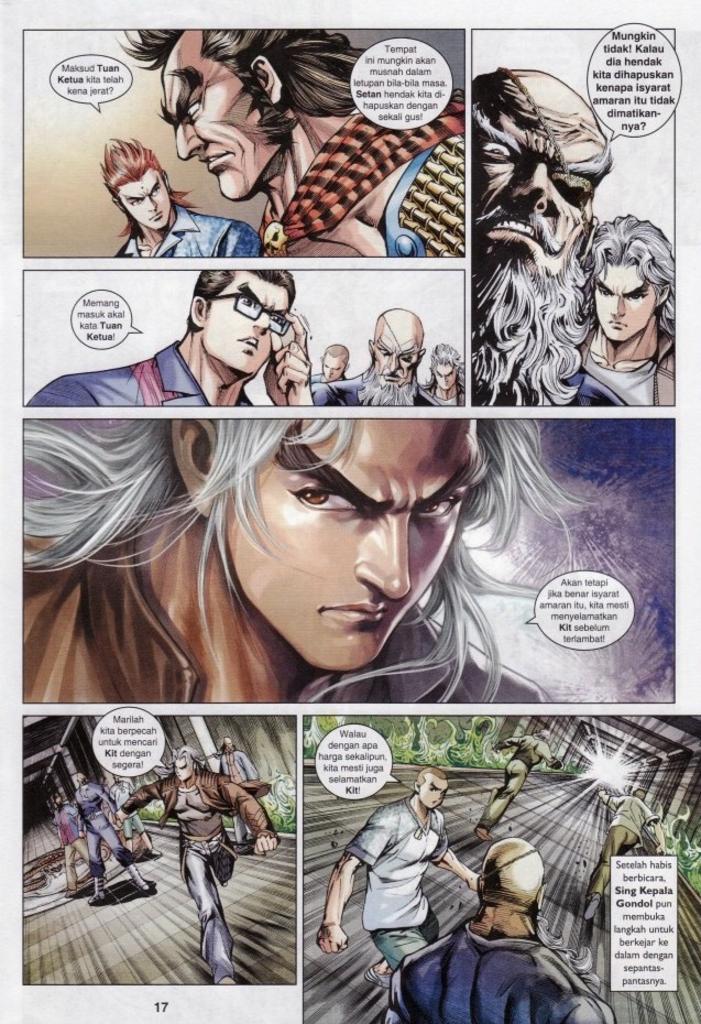 Maksud Tuan
Ketua kita telah
kena jerat?
Tempat
ini mungkin akan
musnah dalam
letupan bila-bila masa.
Setan hendak kita di-
hapuskan dengan
sekali gus!
Mungkin
tidak! Kalau
dia hendak
kita dihapuskan
kenapa isyarat
amaran itu tidak
dimatikan-
nya?
Memang
masuk akal
kata Tuan
Ketua!
Akan tetapi
jika benar isyarat
amaran itu, kita mesti
menyelamatkan
Kit sebelum
terlambat!
Marilah
kita berpecah
untuk mencari
Kit dengan
segera!
Walau
dengan apa
harga sekalipun,
kita mesti juga
selamatkan
Kit!
Setelah habis
berbicara,
Sing Kepala
Gondol pun
membuka
langkah untuk
berkejar ke
dalam dengan
sepantas-
pantasnya.
17